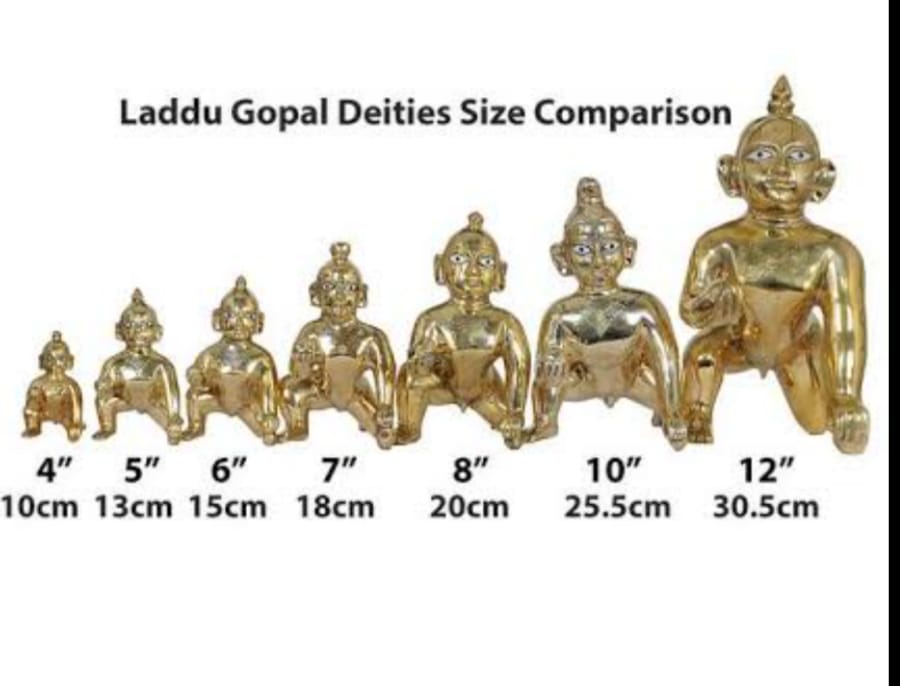 Laddu Gopal Deities Size Comparison
4” 5” 6” 7” 8” 10” 12”
10cm 13cm 15cm 18cm 20cm 25.5cm 30.5cm